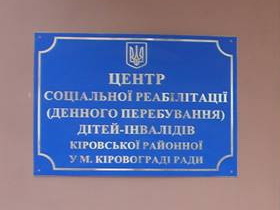 ЦЕНТР
СОЦІАЛЬНОЇ РЕАБІЛІТАЦІЇ
(ДЕННОГО ПЕРЕБУВАННЯ)
ДІТЕЙ-ІНВАЛІДІВ
КІРОВСЬКОЇ РАЙОННОЇ
У М. КІРОВОГРАДІ РАДИ